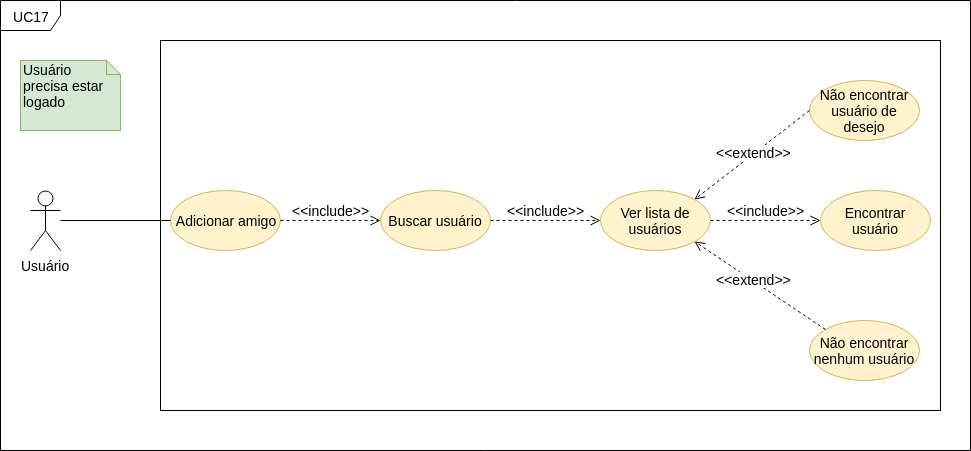 UC17
Usuário
precisa estar
logado
Não encontrar
usuário de
desejo
<<extend>>
Adicionar amigo
<<include>>
Buscar usuário
<<include>>
Ver lista de
usuários
<<include>>
Encontrar
usuário
Usuário
<<extend>>
Não encontrar
nenhum usuário